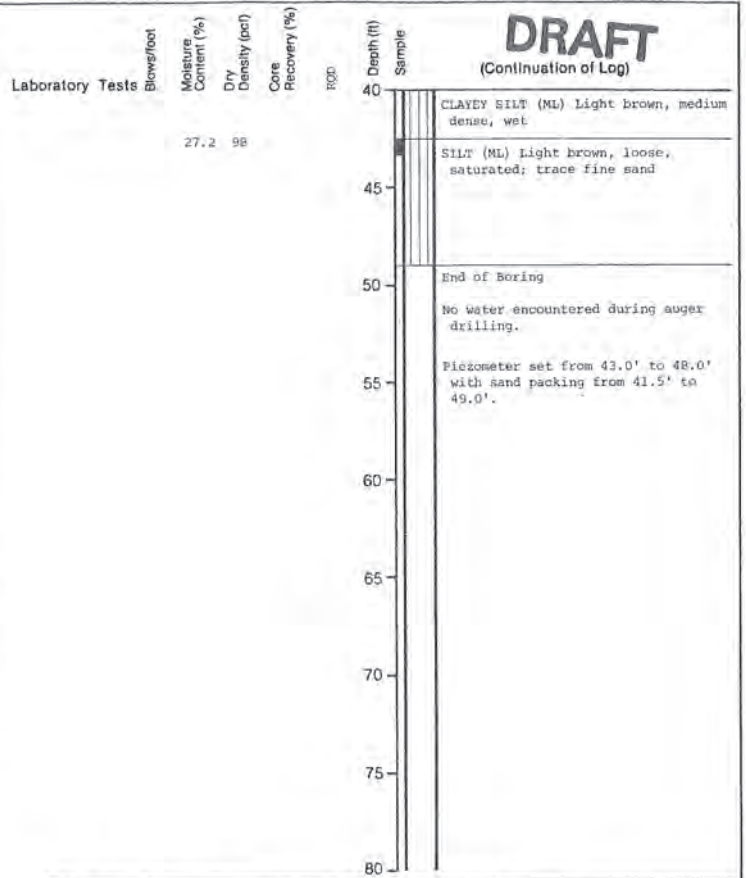 DRAFT
(Continuation of Log)
Laboratory Tests
Blows/foot
Moisture
Content (%)
Dry
Density (pcf)
Core
Recovery (%)
RQD
Depth (ft)
Sample
40
CLAYEY SILT (ML) Light brown, medium
dense, wet
27.2 98
SILT (ML) Light brown, loose,
saturated; trace fine sand
45
End of Boring
50
No water encountered during auger
drilling.
Piezometer set from 43.0' to 48.0'
with sand packing from 41.5' to
49.0'.
55
60
65
70
75
80